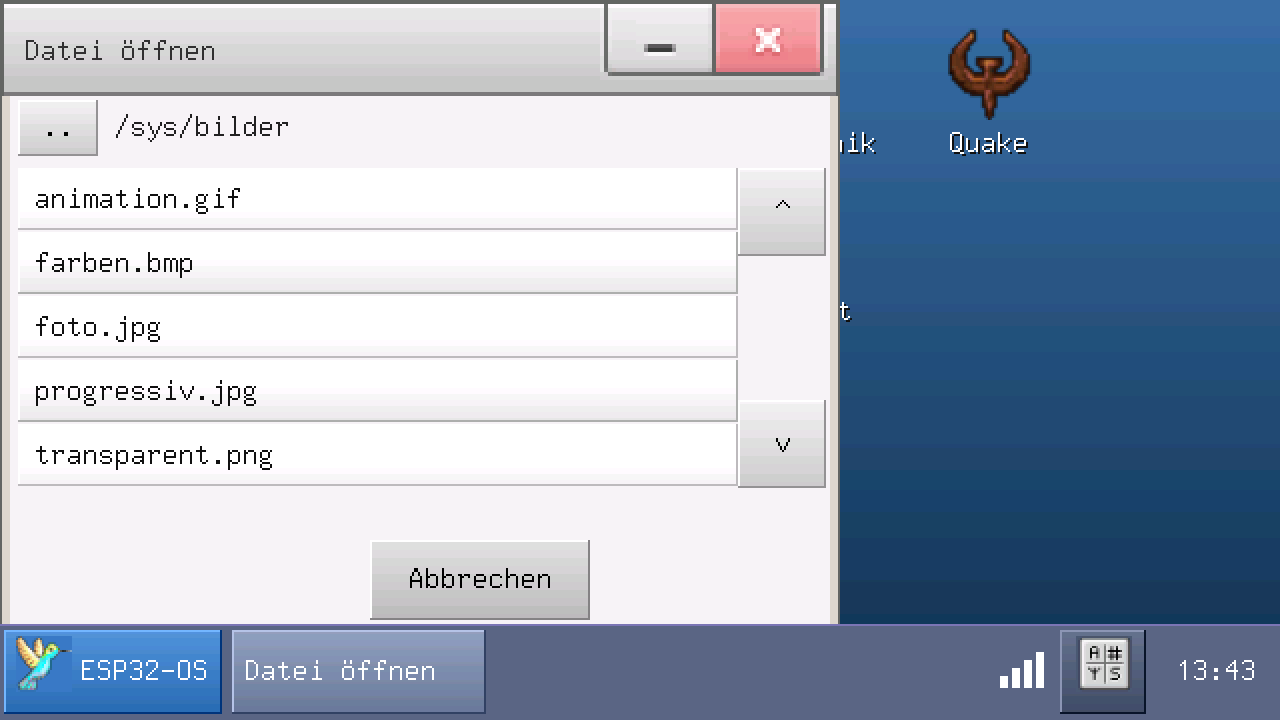 Datei öffnen
.. /sys/bilder
animation.gif
farben.bmp
foto.jpg
progressiv.jpg
transparent.png
Abbrechen
Quake
ESP32-OS
Datei öffnen
A#
YS
13:43